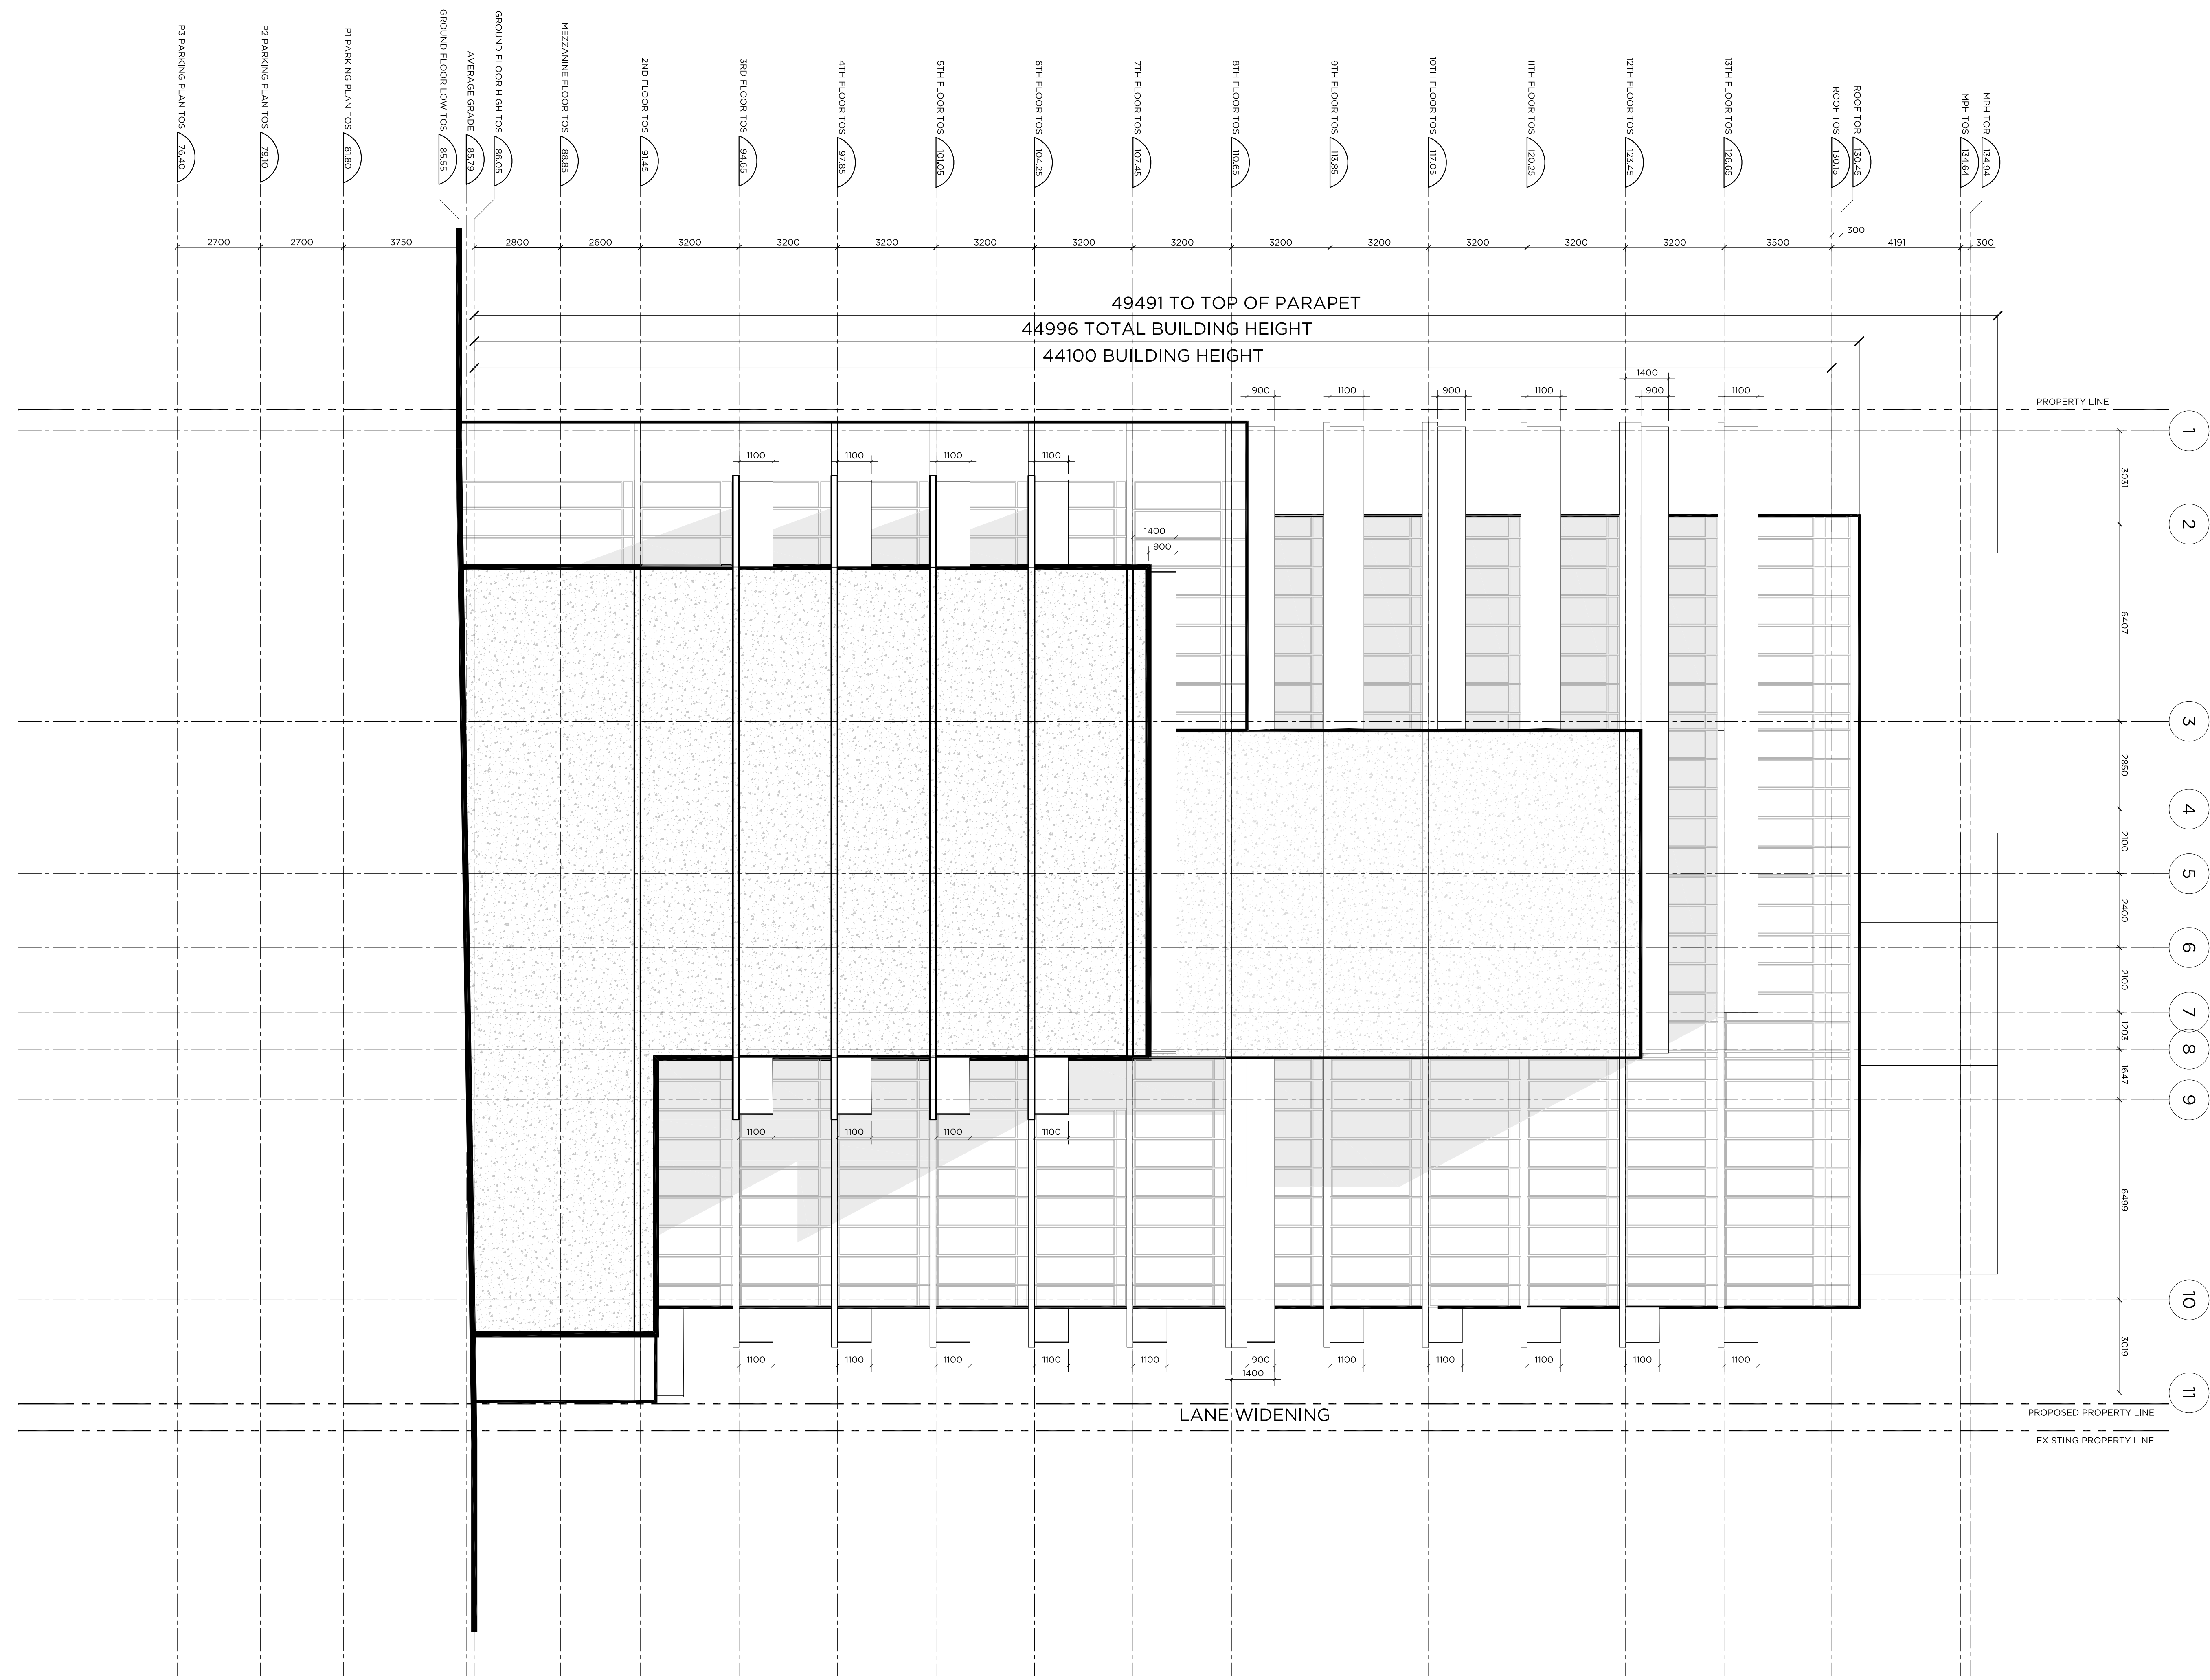 P3 PARKING PLAN TOS
76.40
P2 PARKING PLAN TOS
79.10
P1 PARKING PLAN TOS
81.80
GROUND FLOOR LOW TOS
85.55
AVERAGE GRADE
85.79
GROUND FLOOR HIGH TOS
86.05
MEZZANINE FLOOR TOS
88.85
2ND FLOOR TOS
91.45
3RD FLOOR TOS
94.65
4TH FLOOR TOS
97.85
5TH FLOOR TOS
101.05
6TH FLOOR TOS
104.25
7TH FLOOR TOS
107.45
8TH FLOOR TOS
110.65
9TH FLOOR TOS
113.85
10TH FLOOR TOS
117.05
11TH FLOOR TOS
120.25
12TH FLOOR TOS
123.45
13TH FLOOR TOS
126.65
ROOF TOS
130.15
ROOF TOR
130.45
MPH TOS
134.64
MPH TOR
134.94
300
2700 2700 3750 2800 2600 3200 3200 3200 3200 3200 3200 3200 3200 3200 3200 3200 3500 4191 300
49491 TO TOP OF PARAPET
44996 TOTAL BUILDING HEIGHT
44100 BUILDING HEIGHT
1400
900 1100 900 1100 900 1100
PROPERTY LINE
1
3031
1100 1100 1100 1100
2
1400
900
6407
3
2850
4
2100
5
2400
6
2100
7
1203
8
1647
9
1100 1100 1100 1100
6499
10
3019
1100 1100 1100 1100 1100 900 1100 1100 1100 1100 1100
1400
11
LANE WIDENING
PROPOSED PROPERTY LINE
EXISTING PROPERTY LINE